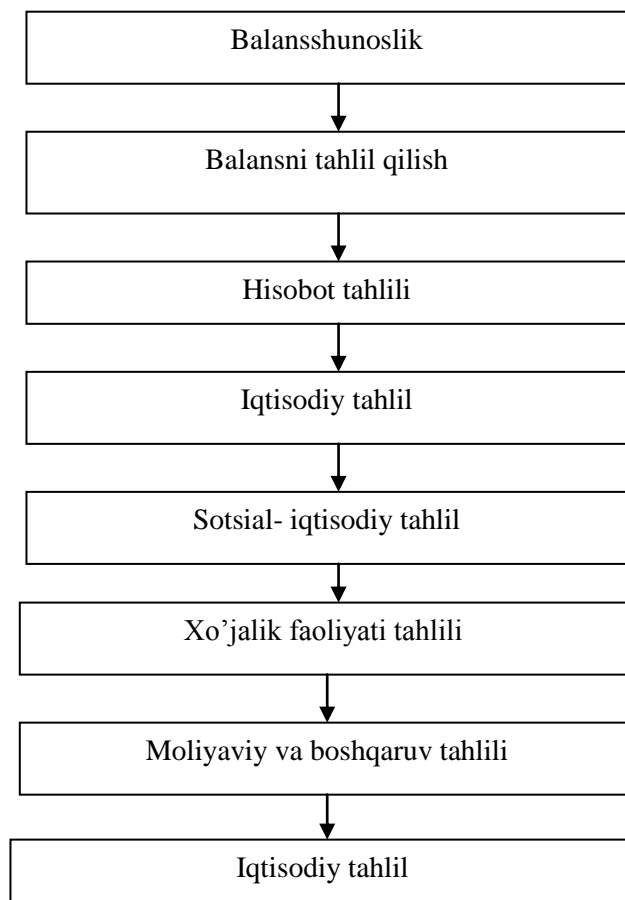 Balansshunoslik
Balansni tahlil qilish
Hisobot tahlili
Iqtisodiy tahlil
Sotsial- iqtisodiy tahlil
Xo’jalik faoliyati tahlili
Moliyaviy va boshqaruv tahlili
Iqtisodiy tahlil